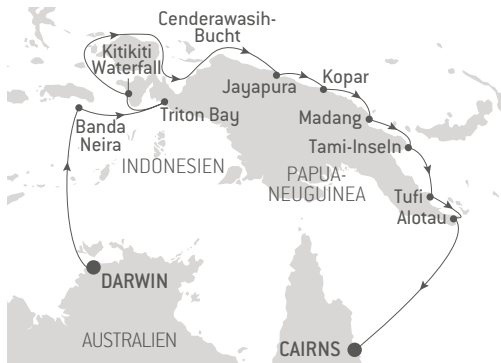 Cenderawasih-
Bucht
Kitikiti
Waterfall
Jayapura
Kopar
Banda
Neira
Triton Bay
Madang
Tami-Inseln
INDONESIEN
PAPUA-
NEUGUINEA
Tufi
Alotau
DARWIN
AUSTRALIEN
CAIRNS